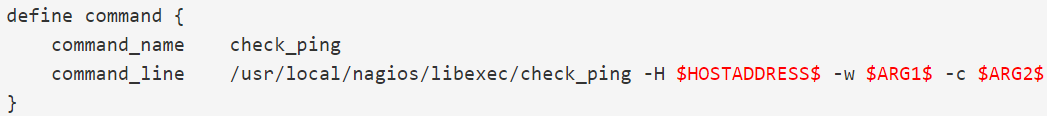 define command {
    command_name    check_ping
    command_line    /usr/local/nagios/libexec/check_ping -H $HOSTADDRESS$ -w $ARG1$ -c $ARG2$
}